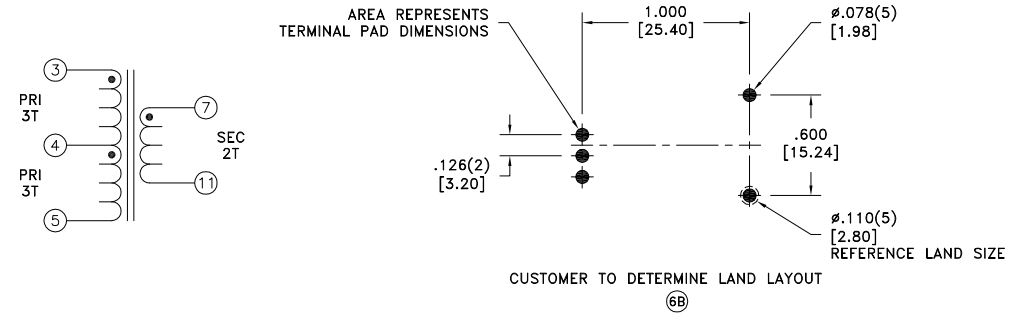 3
PRI
3T
4
PRI
3T
5
7
SEC
2T
11
AREA REPRESENTS
TERMINAL PAD DIMENSIONS
1.000
[25.40]
ø.078(5)
[1.98]
.600
[15.24]
.126(2)
[3.20]
ø.110(5)
[2.80]
REFERENCE LAND SIZE
CUSTOMER TO DETERMINE LAND LAYOUT
6B